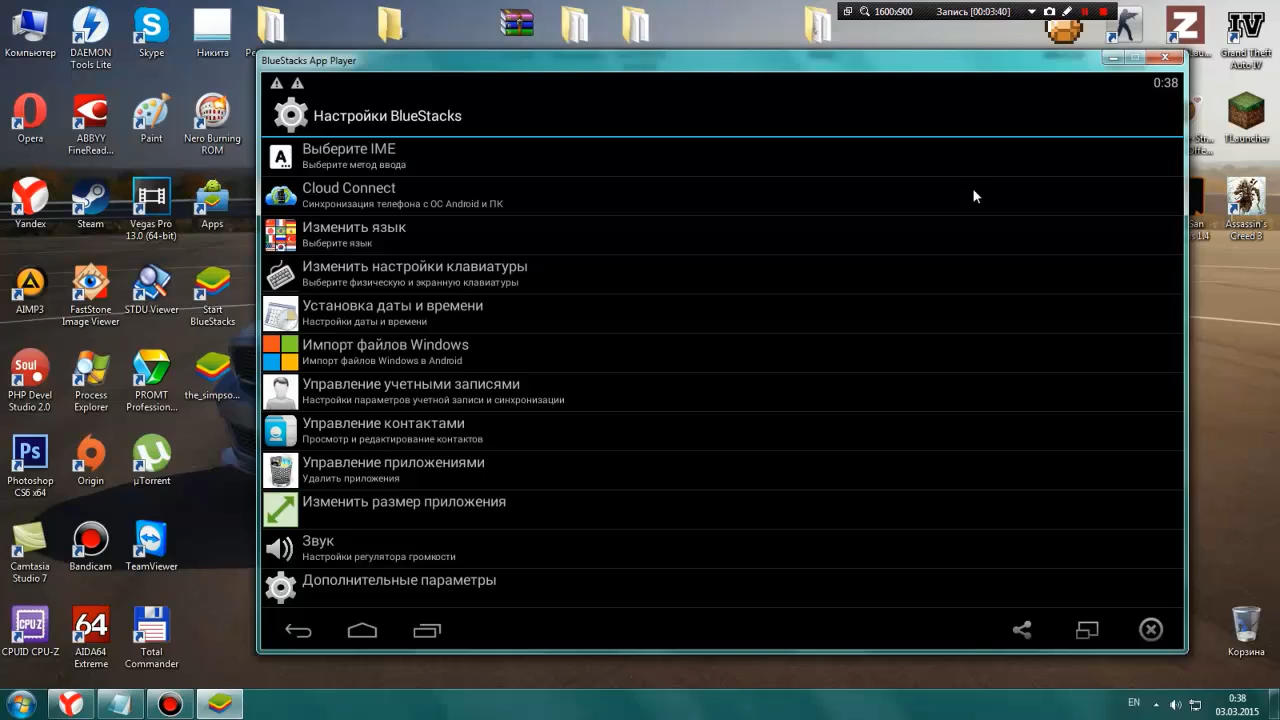 1600x900
Запись [00:03:40]
Компьютер
DAEMON
Tools Lite
Skype
Никита
Grand Theft
Auto IV
BlueStacks App Player
0:38
Настройки BlueStacks
Выберите IME
Выберите метод ввода
Cloud Connect
Синхронизация телефона с ОС Android и ПК
Изменить язык
Выберите язык
Изменить настройки клавиатуры
Выберите физическую и экранную клавиатуры
Установка даты и времени
Настройки даты и времени
Импорт файлов Windows
Импорт файлов Windows в Android
Управление учетными записями
Настройки параметров учетной записи и синхронизации
Управление контактами
Просмотр и редактирование контактов
Управление приложениями
Удалить приложения
Изменить размер приложения
Звук
Настройки регулятора громкости
Дополнительные параметры
Opera
ABBYY
FineRead...
Paint
Nero Burning
ROM
TLauncher
Yandex
Steam
Vegas Pro
13.0 (64-bit)
Apps
Assassin's
Creed 3
AIMP3
FastStone
Image Viewer
STDU Viewer
Start
BlueStacks
PHP Devel
Studio 2.0
Process
Explorer
PROMT
Profession...
the_simpso...
Photoshop
CS6 x64
Origin
µTorrent
Camtasia
Studio 7
Bandicam
TeamViewer
CPUID CPU-Z
AIDA64
Extreme
Total
Commander
Корзина
EN
0:38
03.03.2015